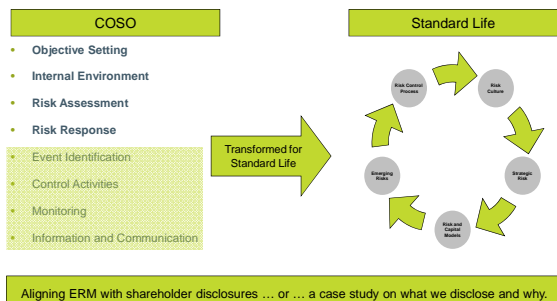 COSO
Standard Life
• Objective Setting
• Internal Environment
• Risk Assessment
• Risk Response
• Event Identification
• Control Activities
• Monitoring
• Information and Communication
Transformed for
Standard Life
Risk Control
Process
Risk
Culture
Emerging
Risks
Strategic
Risk
Risk and
Capital
Models
Aligning ERM with shareholder disclosures … or … a case study on what we disclose and why.